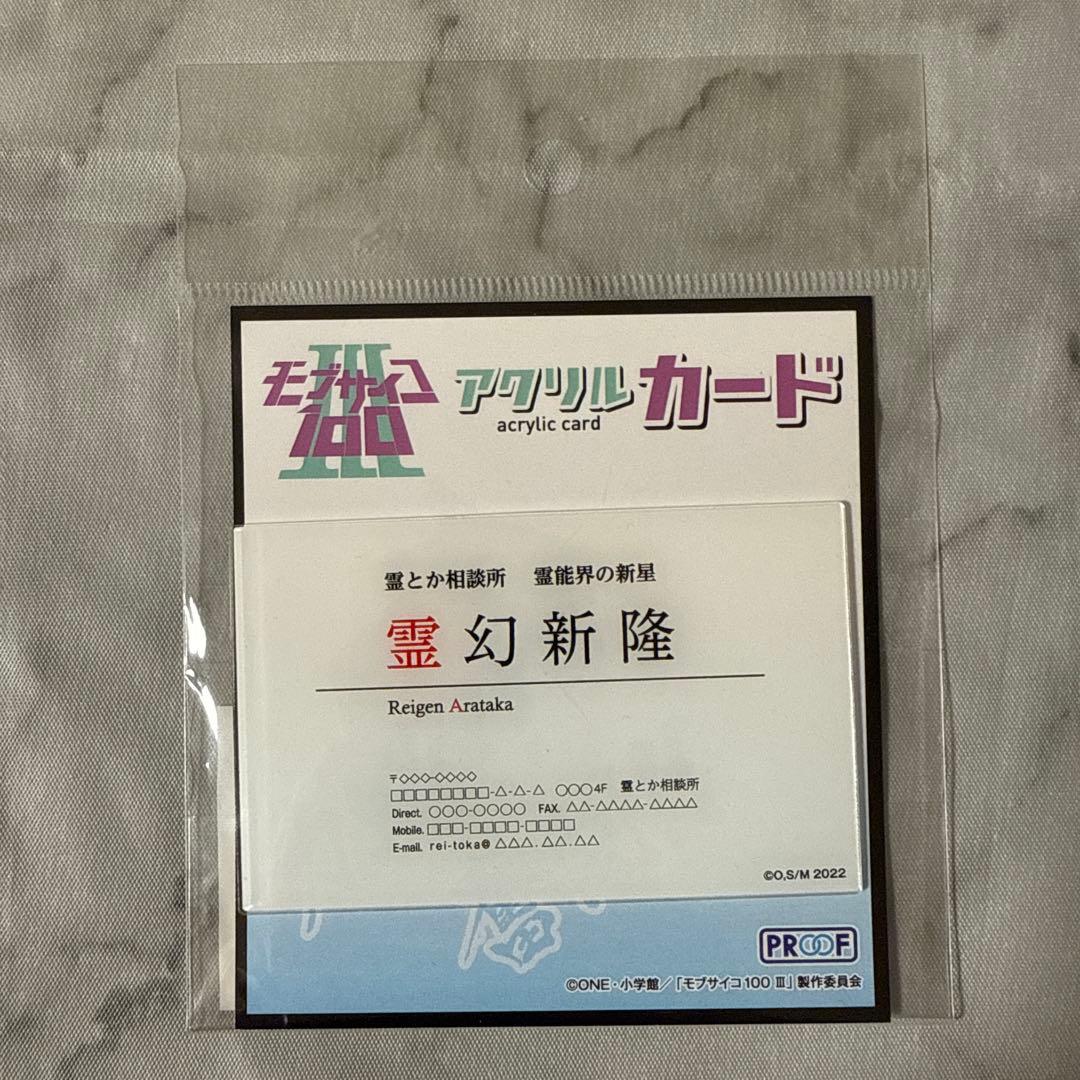 モブサイコ100 III
アクリルカード
acrylic card
霊とか相談所 霊能界の新星
霊幻新隆
Reigen Arataka
〒◇◇◇-◇◇◇◇
□□□□□□□□-△-△-△ ○○○4F 霊とか相談所
Direct. ○○○-○○○○ FAX. △△-△△△△-△△△△
Mobile. □□□-□□□□-□□□□
E-mail. rei-toka@△△△.△△.△△
©O,S/M 2022
PROOF
©ONE・小学館／「モブサイコ100 III」製作委員会